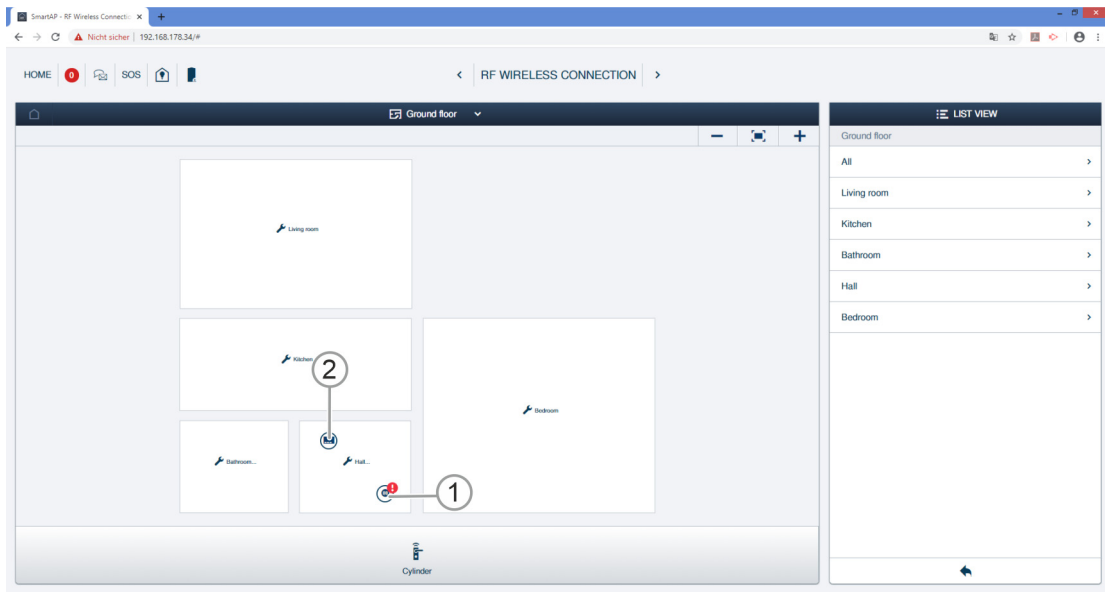 SmartAP - RF Wireless Connectio
Nicht sicher | 192.168.178.34/#
HOME 0 SOS
RF WIRELESS CONNECTION
Ground floor
LIST VIEW
Ground floor
All
Living room
Kitchen
Bathroom
Hall
Bedroom
Living room
Kitchen
2
Bedroom
Bathroom...
Hall...
1
Cylinder